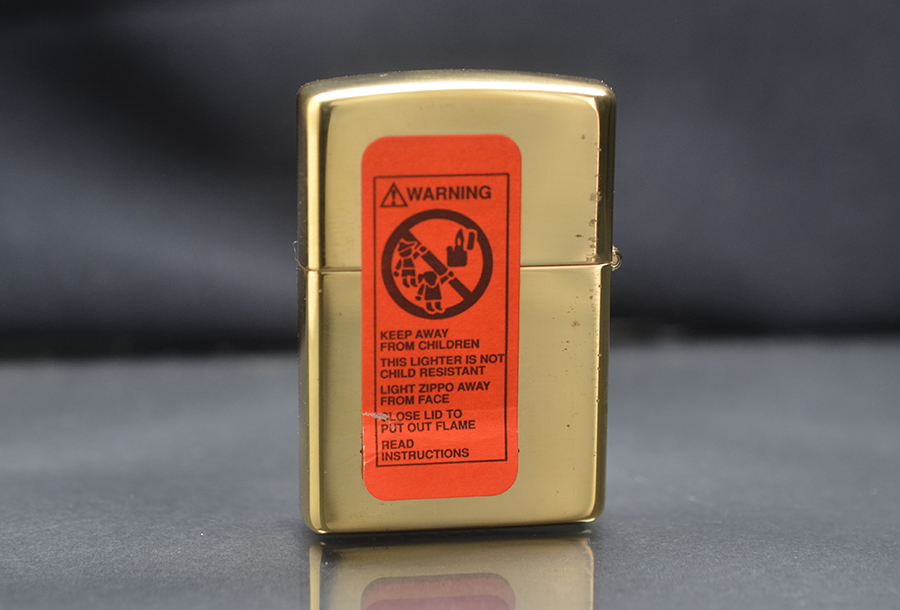 WARNING
KEEP AWAY
FROM CHILDREN
THIS LIGHTER IS NOT
CHILD RESISTANT
LIGHT ZIPPO AWAY
FROM FACE
CLOSE LID TO
PUT OUT FLAME
READ
INSTRUCTIONS